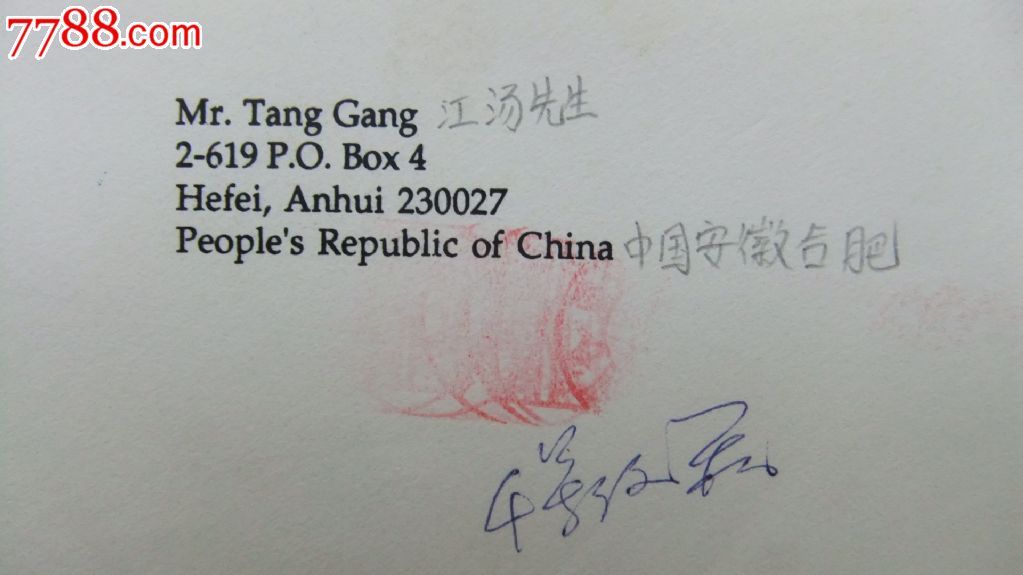 7788.com
Mr. Tang Gang 江汤先生
2-619 P.O. Box 4
Hefei, Anhui 230027
People's Republic of China 中国安徽合肥